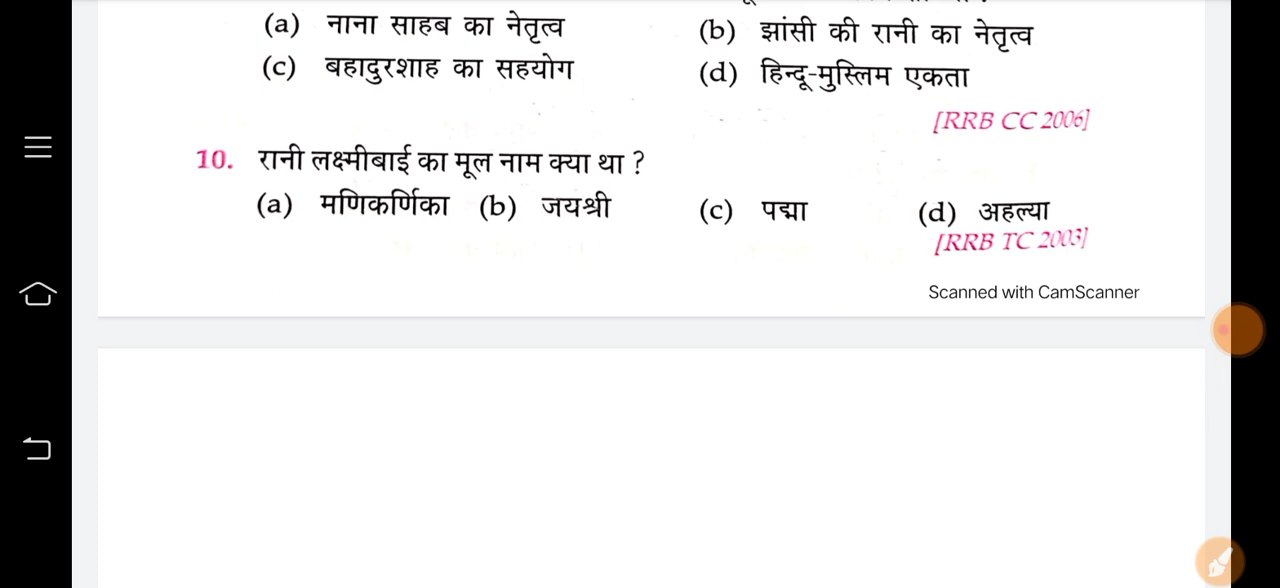 (a) नाना साहब का नेतृत्व (b) झांसी की रानी का नेतृत्व
(c) बहादुरशाह का सहयोग (d) हिन्दू-मुस्लिम एकता
[RRB CC 2006]
10. रानी लक्ष्मीबाई का मूल नाम क्या था ?
(a) मणिकर्णिका (b) जयश्री (c) पद्मा (d) अहल्या
[RRB TC 2003]
Scanned with CamScanner